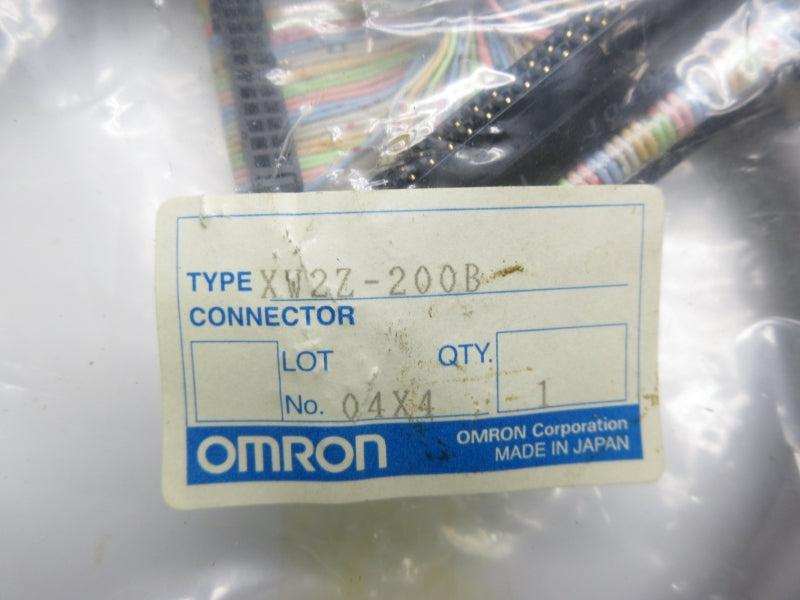 TYPE XW2Z-200B
CONNECTOR
LOT No. 04X4
QTY. 1
OMRON
OMRON Corporation
MADE IN JAPAN